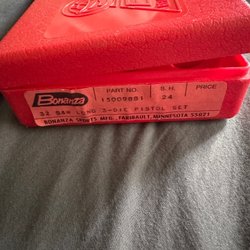 PART NO. B.H. PRICE
Bonanza 15009881 24
32 S&W LONG 3-DIE PISTOL SET
BONANZA SPORTS MFG. FARIBAULT, MINNESOTA 55021